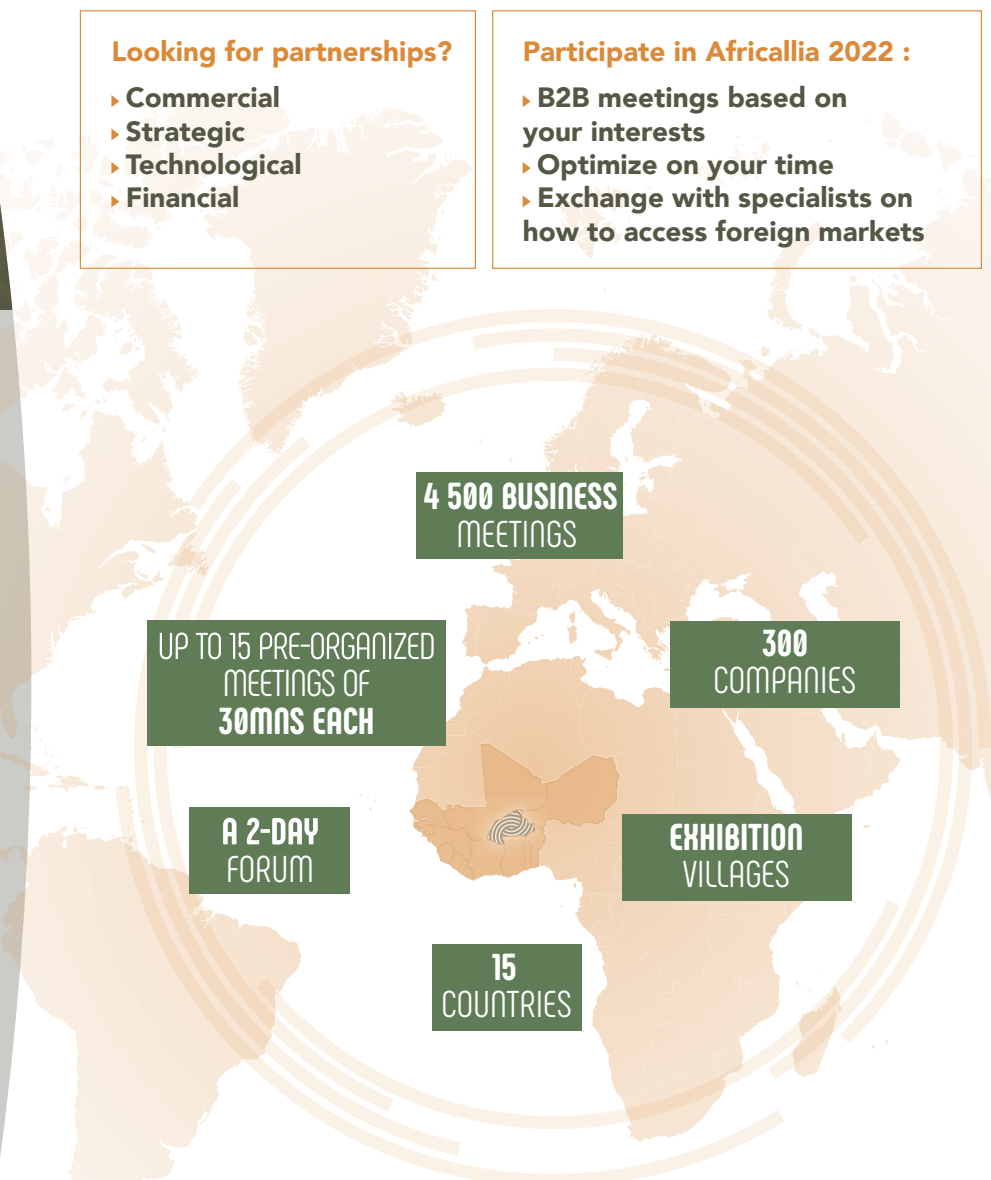 Looking for partnerships?
▸ Commercial
▸ Strategic
▸ Technological
▸ Financial
Participate in Africallia 2022 :
▸ B2B meetings based on
your interests
▸ Optimize on your time
▸ Exchange with specialists on
how to access foreign markets
4 500 BUSINESS
MEETINGS
UP TO 15 PRE-ORGANIZED
MEETINGS OF
30MNS EACH
300
COMPANIES
A 2-DAY
FORUM
EXHIBITION
VILLAGES
15
COUNTRIES